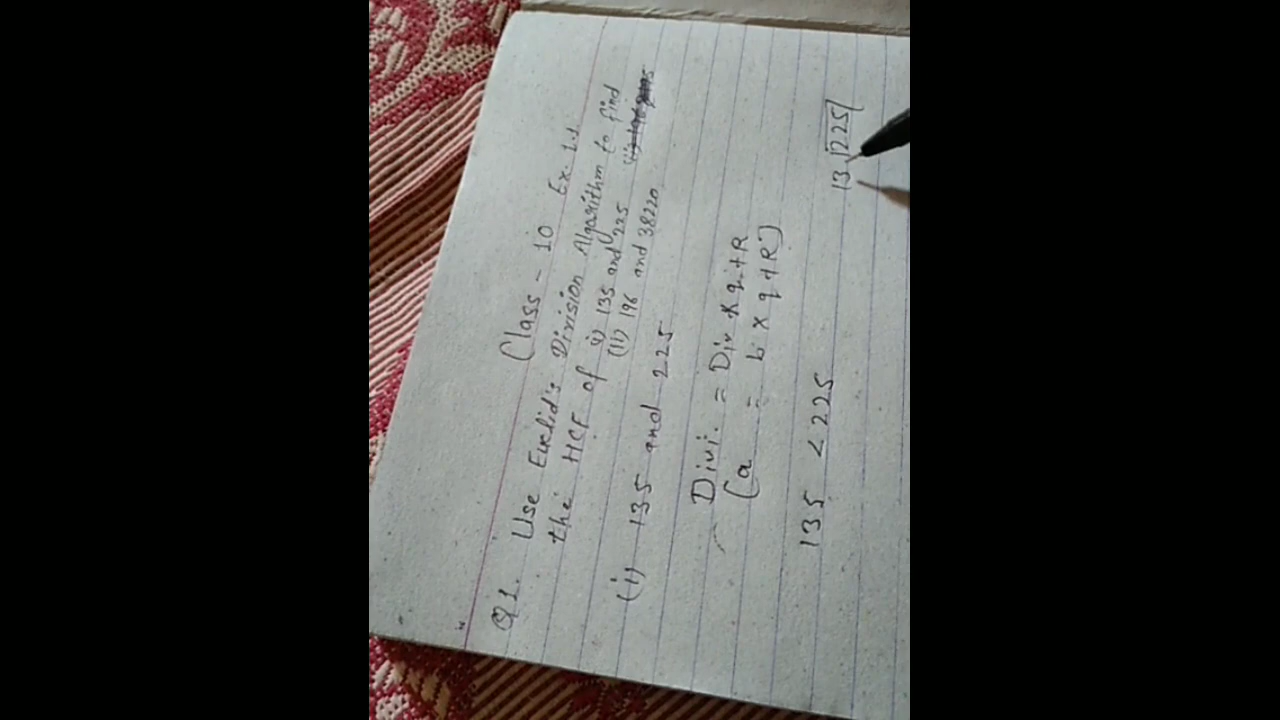 Class - 10 Ex. 1.1
Q1. Use Euclid's Division Algorithm to find
the HCF of i) 135 and 225
(ii) 196 and 38220
(i) 135 and 225
Divi. = Div × q + R
(a = b × q + R)
135 < 225
13 225